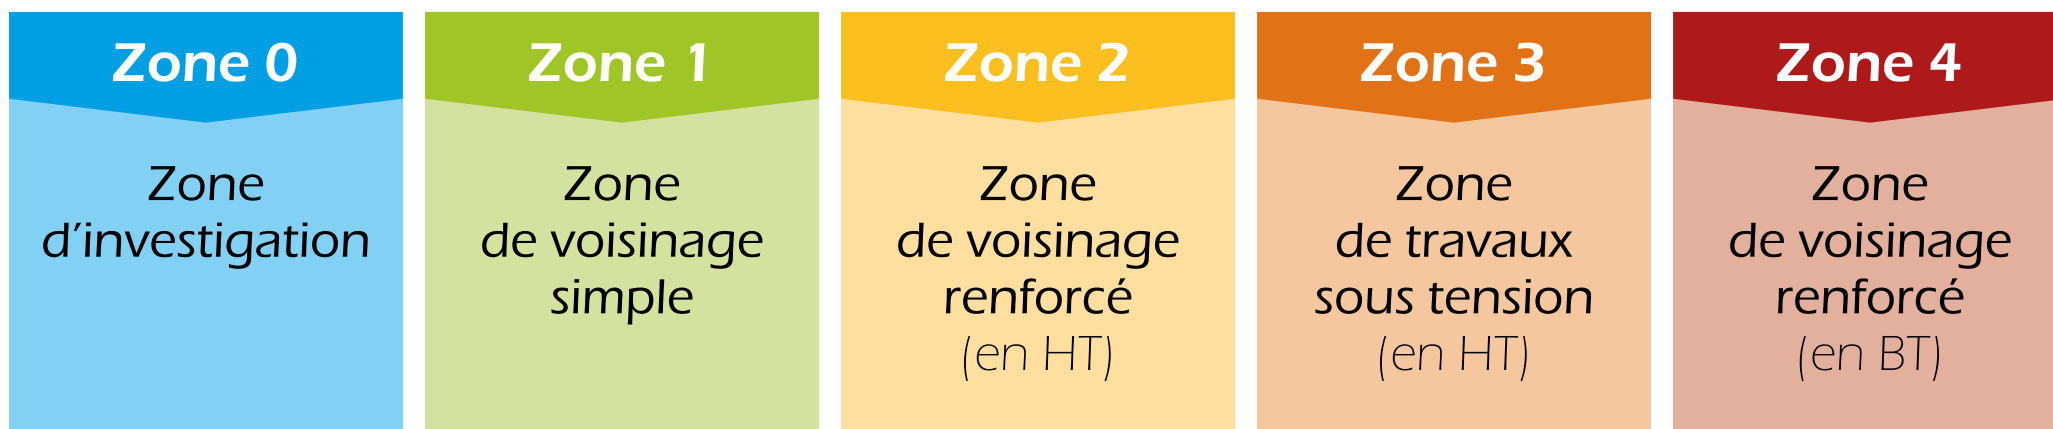 Zone 0
Zone
d’investigation
Zone 1
Zone
de voisinage
simple
Zone 2
Zone
de voisinage
renforcé
(en HT)
Zone 3
Zone
de travaux
sous tension
(en HT)
Zone 4
Zone
de voisinage
renforcé
(en BT)